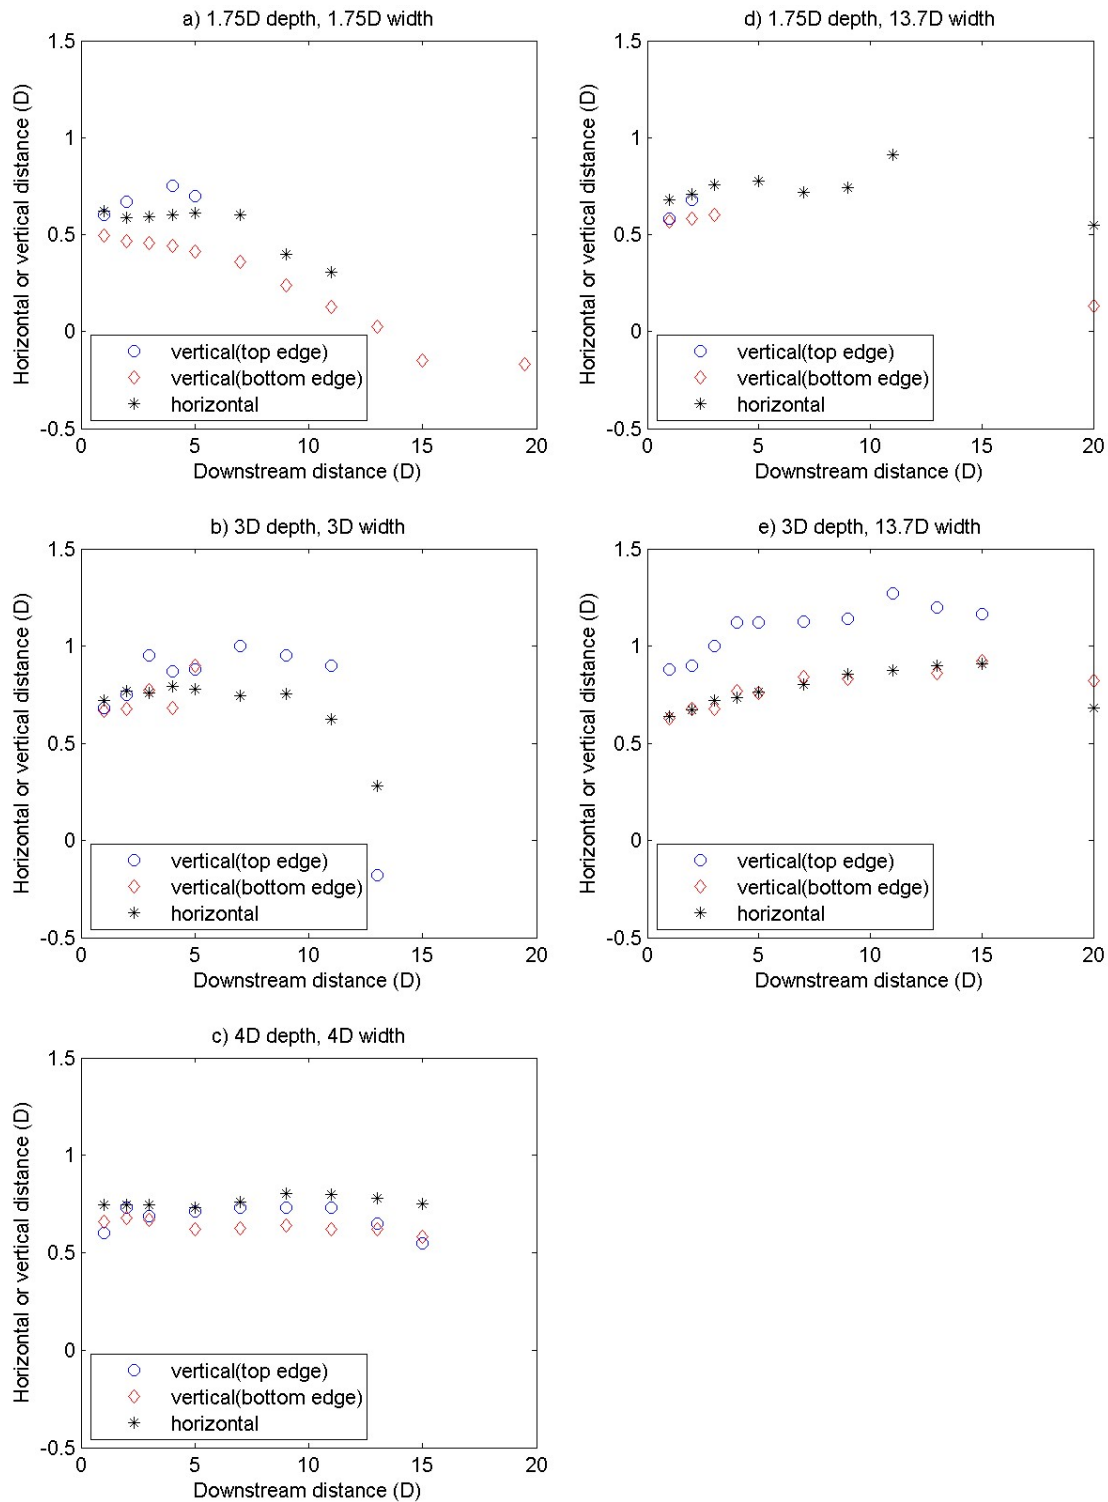 a) 1.75D depth, 1.75D width
Horizontal or vertical distance (D)
1.5
1
0.5
0
-0.5
vertical(top edge)
vertical(bottom edge)
horizontal
0 5 10 15 20
Downstream distance (D)
d) 1.75D depth, 13.7D width
Horizontal or vertical distance (D)
1.5
1
0.5
0
-0.5
vertical(top edge)
vertical(bottom edge)
horizontal
0 5 10 15 20
Downstream distance (D)
b) 3D depth, 3D width
Horizontal or vertical distance (D)
1.5
1
0.5
0
-0.5
vertical(top edge)
vertical(bottom edge)
horizontal
0 5 10 15 20
Downstream distance (D)
e) 3D depth, 13.7D width
Horizontal or vertical distance (D)
1.5
1
0.5
0
-0.5
vertical(top edge)
vertical(bottom edge)
horizontal
0 5 10 15 20
Downstream distance (D)
c) 4D depth, 4D width
Horizontal or vertical distance (D)
1.5
1
0.5
0
-0.5
vertical(top edge)
vertical(bottom edge)
horizontal
0 5 10 15 20
Downstream distance (D)